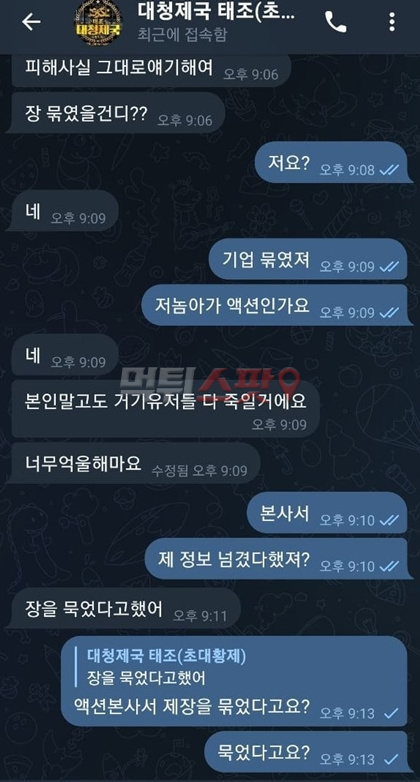 대청제국 태조(초...
최근에 접속함
대청제국
피해사실 그대로얘기해여 오후 9:06
장 묶였을건디?? 오후 9:06
저요? 오후 9:08
네 오후 9:09
기업 묶였져 오후 9:09
저놈아가 액션인가요 오후 9:09
네 오후 9:09
먹튀스팟
본인말고도 거기유저들 다 죽일거에요
오후 9:09
너무억울해마요 수정됨 오후 9:09
본사서 오후 9:10
제 정보 넘겼다했져? 오후 9:10
장을 묵었다고했어 오후 9:11
대청제국 태조(초대황제)
장을 묵었다고했어
액션본사서 제장을 묶었다고요? 오후 9:13
묵었다고요? 오후 9:13